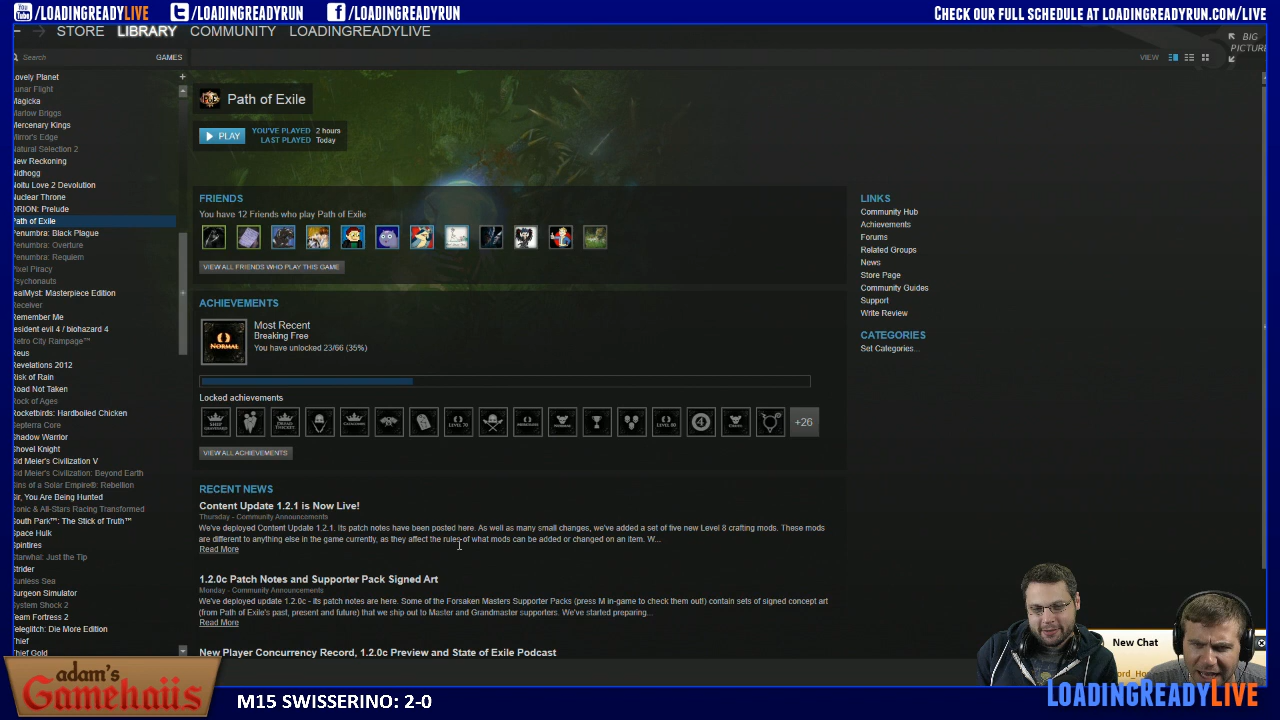 /LOADINGREADYLIVE
/LOADINGREADYRUN
/LOADINGREADYRUN
CHECK OUR FULL SCHEDULE AT LOADINGREADYRUN.COM/LIVE
STORE LIBRARY COMMUNITY LOADINGREADYLIVE
BIG PICTURE
Search GAMES
VIEW
Lovely Planet
Lunar Flight
Magicka
Marlow Briggs
Mercenary Kings
Mirror's Edge
Natural Selection 2
New Reckoning
Nidhogg
Noitu Love 2 Devolution
Nuclear Throne
ORION: Prelude
Path of Exile
Penumbra: Black Plague
Penumbra: Overture
Penumbra: Requiem
Pixel Piracy
Psychonauts
realMyst: Masterpiece Edition
Receiver
Remember Me
resident evil 4 / biohazard 4
Retro City Rampage™
Reus
Revelations 2012
Risk of Rain
Road Not Taken
Rock of Ages
Rocketbirds: Hardboiled Chicken
Septerra Core
Shadow Warrior
Shovel Knight
Sid Meier's Civilization V
Sid Meier's Civilization: Beyond Earth
Sins of a Solar Empire®: Rebellion
Sir, You Are Being Hunted
Sonic & All-Stars Racing Transformed
South Park™: The Stick of Truth™
Space Hulk
Spintires
Starwhal: Just the Tip
Strider
Sunless Sea
Surgeon Simulator
System Shock 2
Team Fortress 2
Teleglitch: Die More Edition
Thief
Thief Gold
Path of Exile
PLAY
YOU'VE PLAYED 2 hours
LAST PLAYED Today
FRIENDS
You have 12 Friends who play Path of Exile
VIEW ALL FRIENDS WHO PLAY THIS GAME
ACHIEVEMENTS
NORMAL
Most Recent
Breaking Free
You have unlocked 23/66 (35%)
Locked achievements
+26
VIEW ALL ACHIEVEMENTS
RECENT NEWS
Content Update 1.2.1 is Now Live!
Thursday - Community Announcements
We've deployed Content Update 1.2.1. Its patch notes have been posted here. As well as many small changes, we've added a set of five new Level 8 crafting mods. These mods
are different to anything else in the game currently, as they affect the rules of what mods can be added or changed on an item. W...
Read More
1.2.0c Patch Notes and Supporter Pack Signed Art
Monday - Community Announcements
We've deployed update 1.2.0c - its patch notes are here. Some of the Forsaken Masters Supporter Packs (press M in-game to check them out!) contain sets of signed concept art
(from Path of Exile's past, present and future) that we ship out to Master and Grandmaster supporters. We've started preparing...
Read More
New Player Concurrency Record, 1.2.0c Preview and State of Exile Podcast
LINKS
Community Hub
Achievements
Forums
Related Groups
News
Store Page
Community Guides
Support
Write Review
CATEGORIES
Set Categories...
New Chat
adam's
Gamehaüs
M15 SWISSERINO: 2-0
LOADINGREADYLIVE